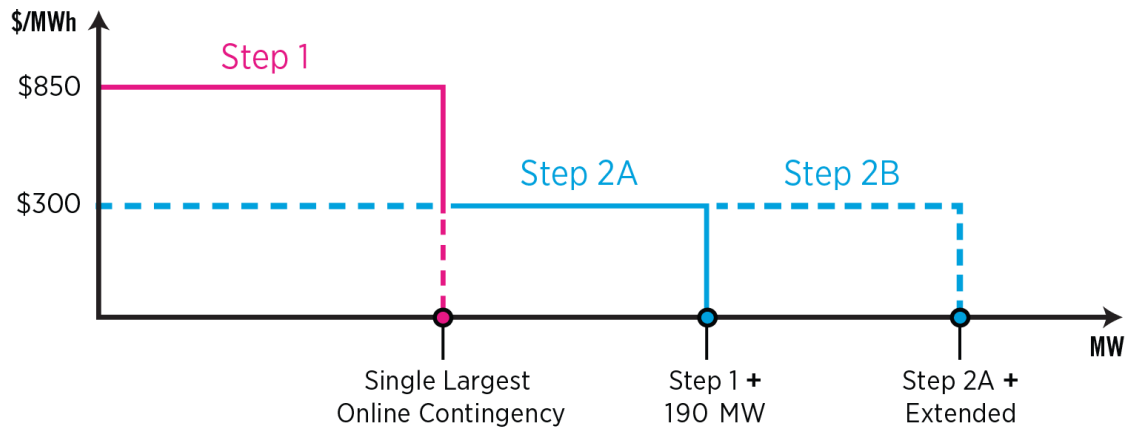 $/MWh
Step 1
$850
Step 2A
Step 2B
$300
MW
Single Largest
Online Contingency
Step 1 +
190 MW
Step 2A +
Extended